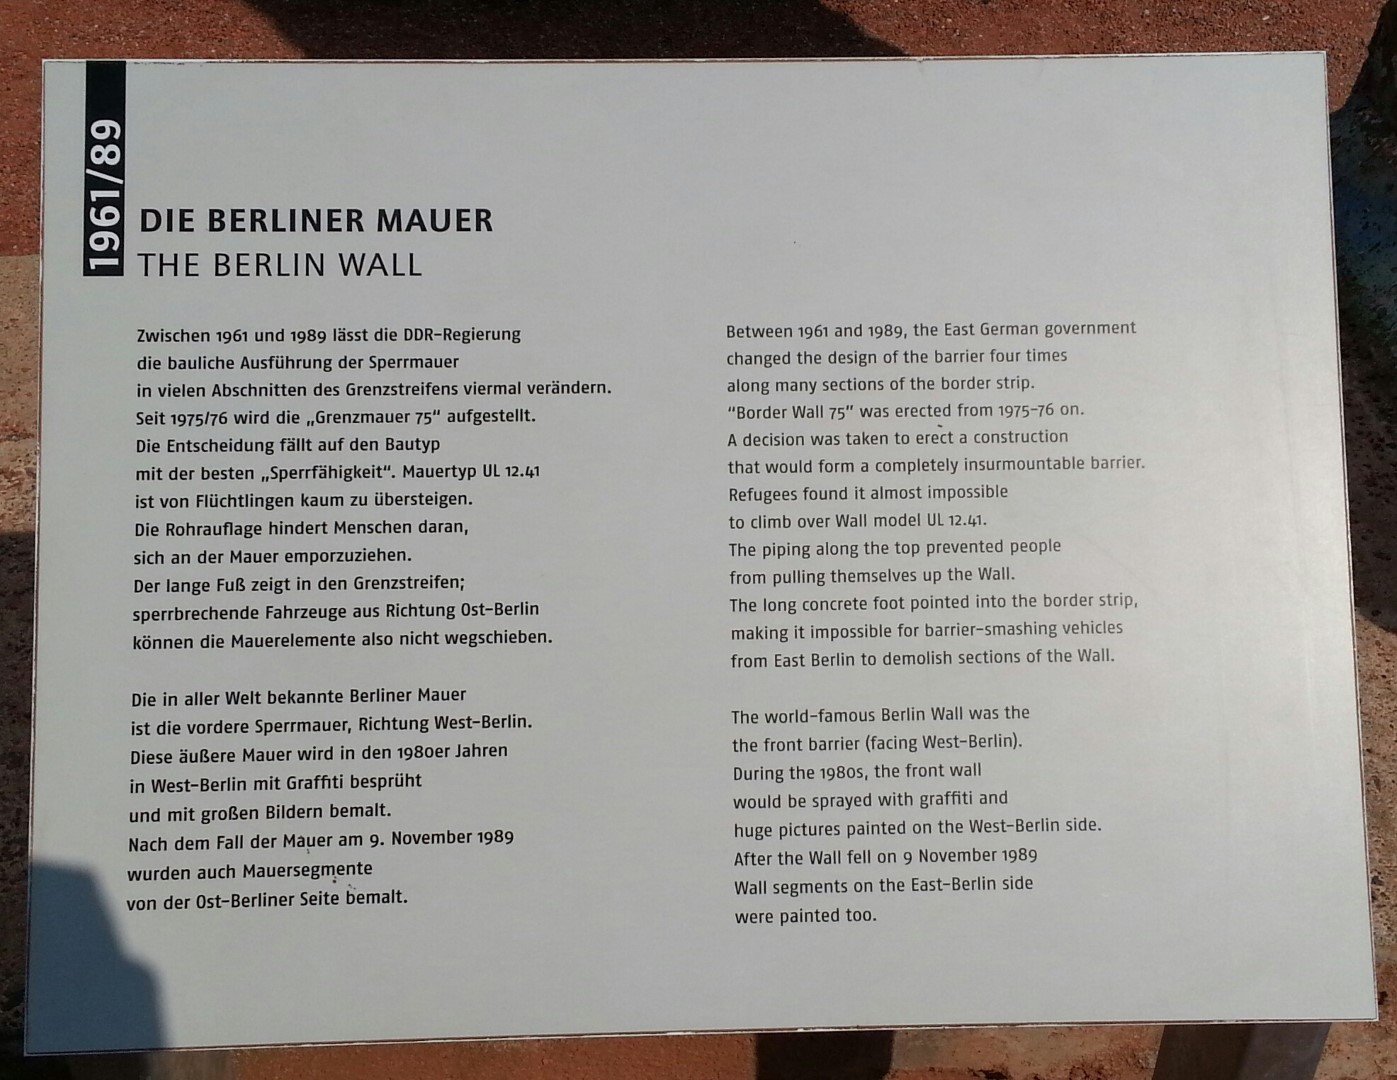 1961/89
DIE BERLINER MAUER
THE BERLIN WALL
Zwischen 1961 und 1989 lässt die DDR-Regierung
die bauliche Ausführung der Sperrmauer
in vielen Abschnitten des Grenzstreifens viermal verändern.
Seit 1975/76 wird die „Grenzmauer 75“ aufgestellt.
Die Entscheidung fällt auf den Bautyp
mit der besten „Sperrfähigkeit“. Mauertyp UL 12.41
ist von Flüchtlingen kaum zu übersteigen.
Die Rohrauflage hindert Menschen daran,
sich an der Mauer emporzuziehen.
Der lange Fuß zeigt in den Grenzstreifen;
sperrbrechende Fahrzeuge aus Richtung Ost-Berlin
können die Mauerelemente also nicht wegschieben.
Die in aller Welt bekannte Berliner Mauer
ist die vordere Sperrmauer, Richtung West-Berlin.
Diese äußere Mauer wird in den 1980er Jahren
in West-Berlin mit Graffiti besprüht
und mit großen Bildern bemalt.
Nach dem Fall der Mauer am 9. November 1989
wurden auch Mauersegmente
von der Ost-Berliner Seite bemalt.
Between 1961 and 1989, the East German government
changed the design of the barrier four times
along many sections of the border strip.
“Border Wall 75” was erected from 1975-76 on.
A decision was taken to erect a construction
that would form a completely insurmountable barrier.
Refugees found it almost impossible
to climb over Wall model UL 12.41.
The piping along the top prevented people
from pulling themselves up the Wall.
The long concrete foot pointed into the border strip,
making it impossible for barrier-smashing vehicles
from East Berlin to demolish sections of the Wall.
The world-famous Berlin Wall was the
the front barrier (facing West-Berlin).
During the 1980s, the front wall
would be sprayed with graffiti and
huge pictures painted on the West-Berlin side.
After the Wall fell on 9 November 1989
Wall segments on the East-Berlin side
were painted too.